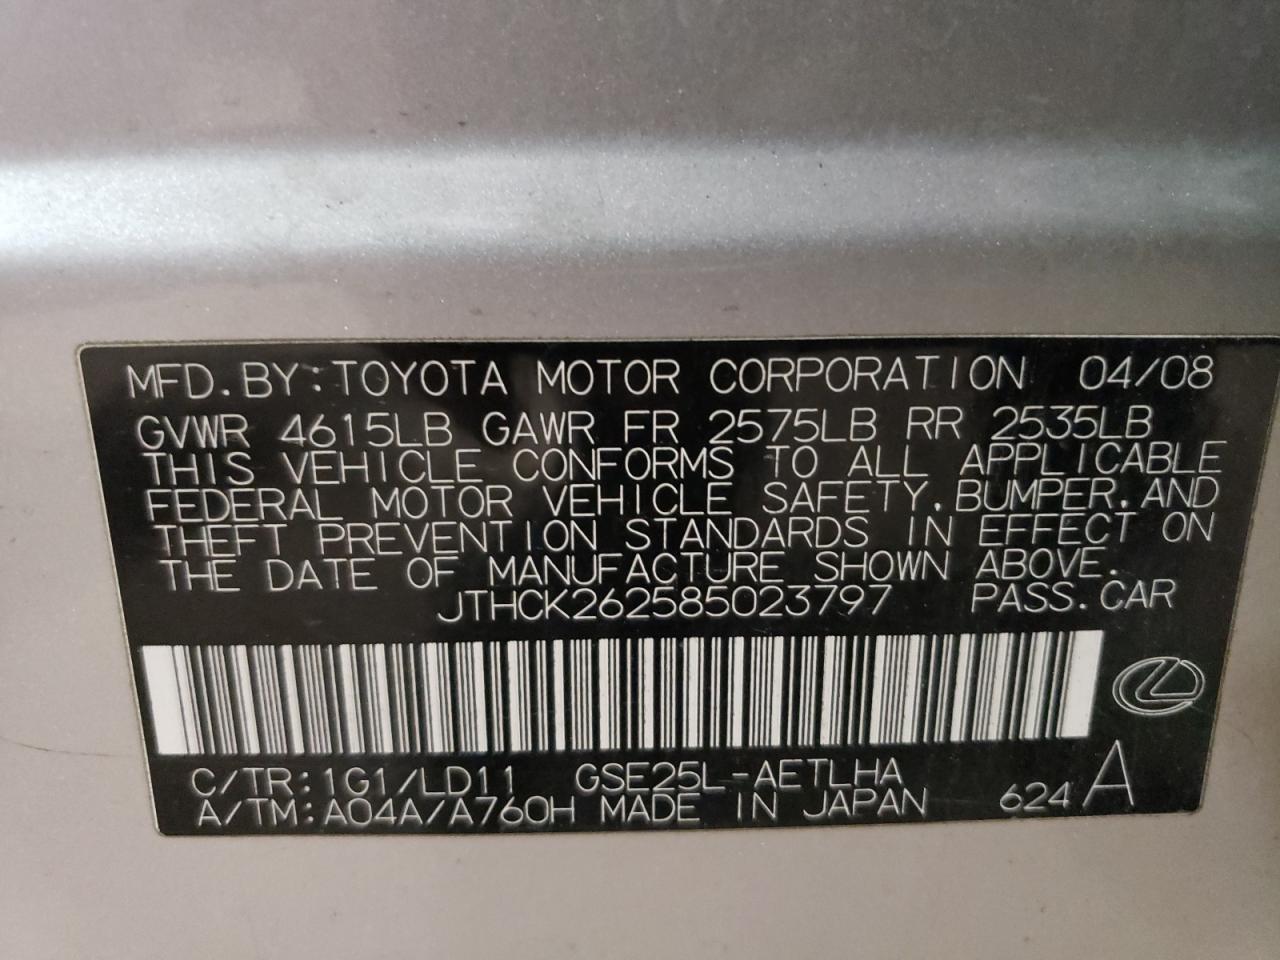 MFD.BY:TOYOTA MOTOR CORPORATION 04/08
GVWR 4615LB GAWR FR 2575LB RR 2535LB
THIS VEHICLE CONFORMS TO ALL APPLICABLE
FEDERAL MOTOR VEHICLE SAFETY,BUMPER,AND
THEFT PREVENTION STANDARDS IN EFFECT ON
THE DATE OF MANUFACTURE SHOWN ABOVE.
JTHCK262585023797 PASS.CAR
C/TR:1G1/LD11 GSE25L-AETLHA
A/TM:A04A/A760H MADE IN JAPAN 624 A